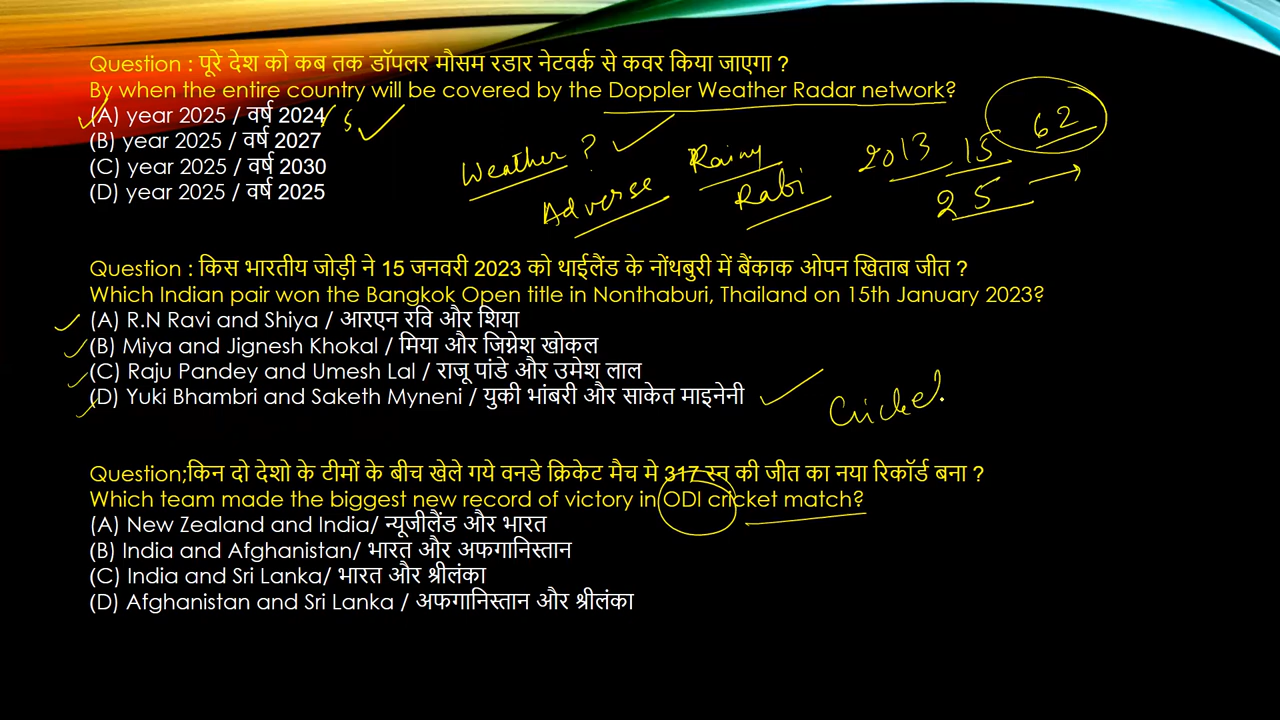 Question : पूरे देश को कब तक डॉपलर मौसम रडार नेटवर्क से कवर किया जाएगा ?
By when the entire country will be covered by the Doppler Weather Radar network?
(A) year 2025 / वर्ष 2024
(B) year 2025 / वर्ष 2027
(C) year 2025 / वर्ष 2030
(D) year 2025 / वर्ष 2025
Weather ?
Adverse
Rainy
Rabi
2013 15 62
25
Question : किस भारतीय जोड़ी ने 15 जनवरी 2023 को थाईलैंड के नोंथबुरी में बैंकाक ओपन खिताब जीत ?
Which Indian pair won the Bangkok Open title in Nonthaburi, Thailand on 15th January 2023?
(A) R.N Ravi and Shiya / आरएन रवि और शिया
(B) Miya and Jignesh Khokal / मिया और जिग्नेश खोकल
(C) Raju Pandey and Umesh Lal / राजू पांडे और उमेश लाल
(D) Yuki Bhambri and Saketh Myneni / युकी भांबरी और साकेत माइनेनी
Cricket
Question;किन दो देशो के टीमों के बीच खेले गये वनडे क्रिकेट मैच मे 317 रन की जीत का नया रिकॉर्ड बना ?
Which team made the biggest new record of victory in ODI cricket match?
(A) New Zealand and India/ न्यूजीलैंड और भारत
(B) India and Afghanistan/ भारत और अफगानिस्तान
(C) India and Sri Lanka/ भारत और श्रीलंका
(D) Afghanistan and Sri Lanka / अफगानिस्तान और श्रीलंका